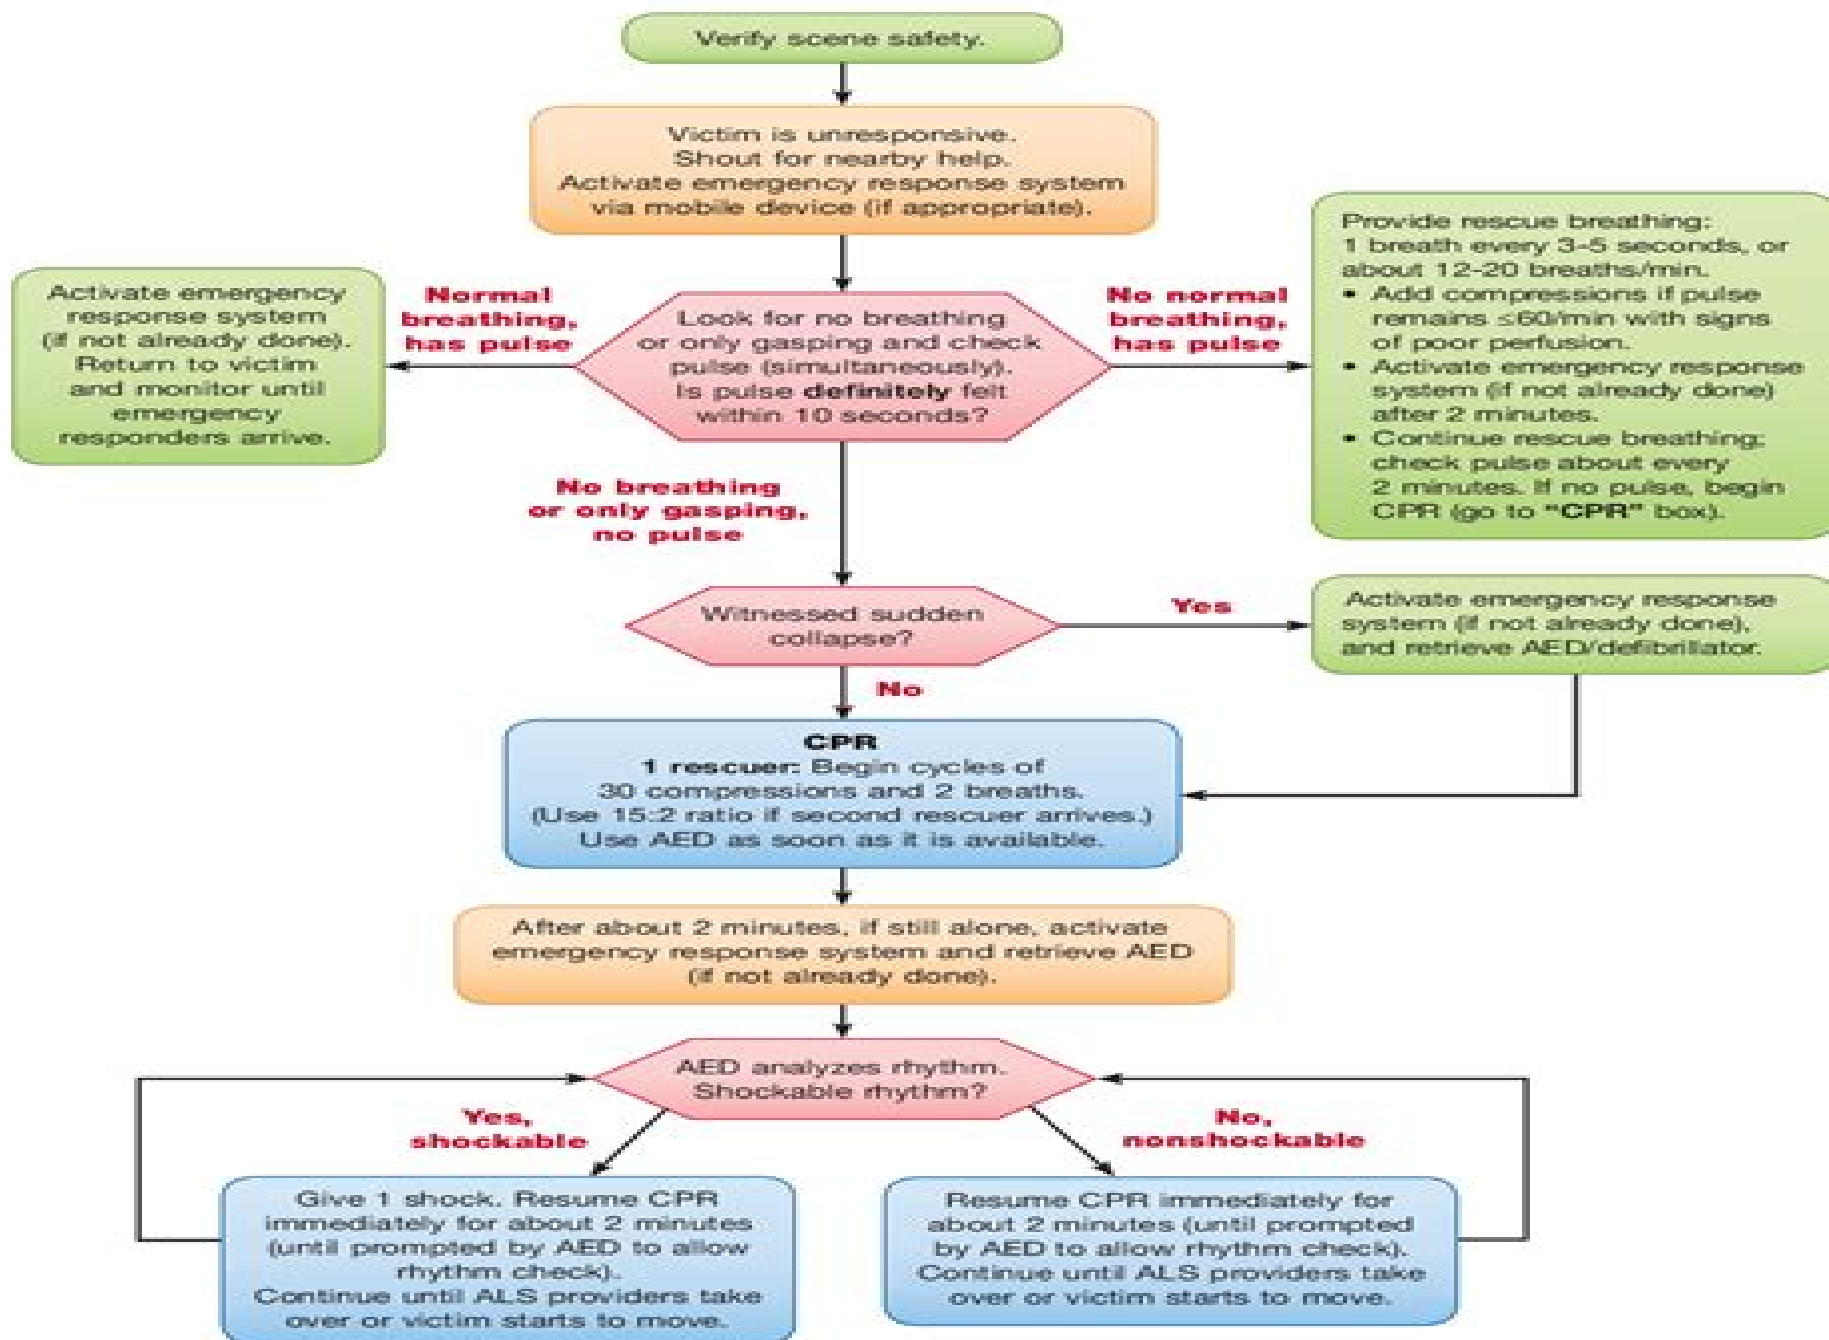 Verify scene safety.
Victim is unresponsive.
Shout for nearby help.
Activate emergency response system
via mobile device (if appropriate).
Activate emergency
response system
(if not already done).
Return to victim
and monitor until
emergency
responders arrive.
Normal
breathing,
has pulse
Look for no breathing
or only gasping and check
pulse (simultaneously).
Is pulse definitely felt
within 10 seconds?
No normal
breathing,
has pulse
Provide rescue breathing:
1 breath every 3-5 seconds, or
about 12-20 breaths/min.
• Add compressions if pulse
remains ≤60/min with signs
of poor perfusion.
• Activate emergency response
system (if not already done)
after 2 minutes.
• Continue rescue breathing;
check pulse about every
2 minutes. If no pulse, begin
CPR (go to "CPR" box).
No breathing
or only gasping,
no pulse
Witnessed sudden
collapse?
Yes
Activate emergency response
system (if not already done),
and retrieve AED/defibrillator.
No
CPR
1 rescuer: Begin cycles of
30 compressions and 2 breaths.
(Use 15:2 ratio if second rescuer arrives.)
Use AED as soon as it is available.
After about 2 minutes, if still alone, activate
emergency response system and retrieve AED
(if not already done).
AED analyzes rhythm.
Shockable rhythm?
Yes,
shockable
No,
nonshockable
Give 1 shock. Resume CPR
immediately for about 2 minutes
(until prompted by AED to allow
rhythm check).
Continue until ALS providers take
over or victim starts to move.
Resume CPR immediately for
about 2 minutes (until prompted
by AED to allow rhythm check).
Continue until ALS providers take
over or victim starts to move.